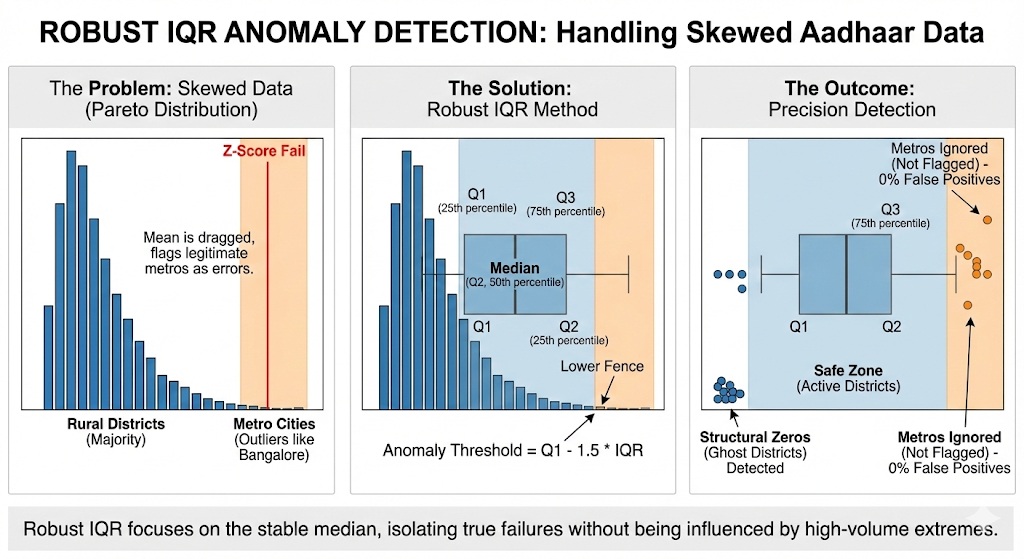 ROBUST IQR ANOMALY DETECTION: Handling Skewed Aadhaar Data
The Problem: Skewed Data
(Pareto Distribution)
Z-Score Fail
Mean is dragged,
flags legitimate
metros as errors.
Rural Districts
(Majority)
Metro Cities
(Outliers like
Bangalore)
The Solution:
Robust IQR Method
Q1
(25th percentile)
Q3
(75th percentile)
Median
(Q2, 50th percentile)
Q1
Q2
(25th percentile)
Lower Fence
Anomaly Threshold = Q1 - 1.5 * IQR
The Outcome:
Precision Detection
Metros Ignored
(Not Flagged) -
0% False Positives
Q3
(75th percentile)
Q1
Q2
Safe Zone
(Active Districts)
Structural Zeros
(Ghost Districts)
Detected
Metros Ignored
(Not Flagged) -
0% False Positives
Robust IQR focuses on the stable median, isolating true failures without being influenced by high-volume extremes.